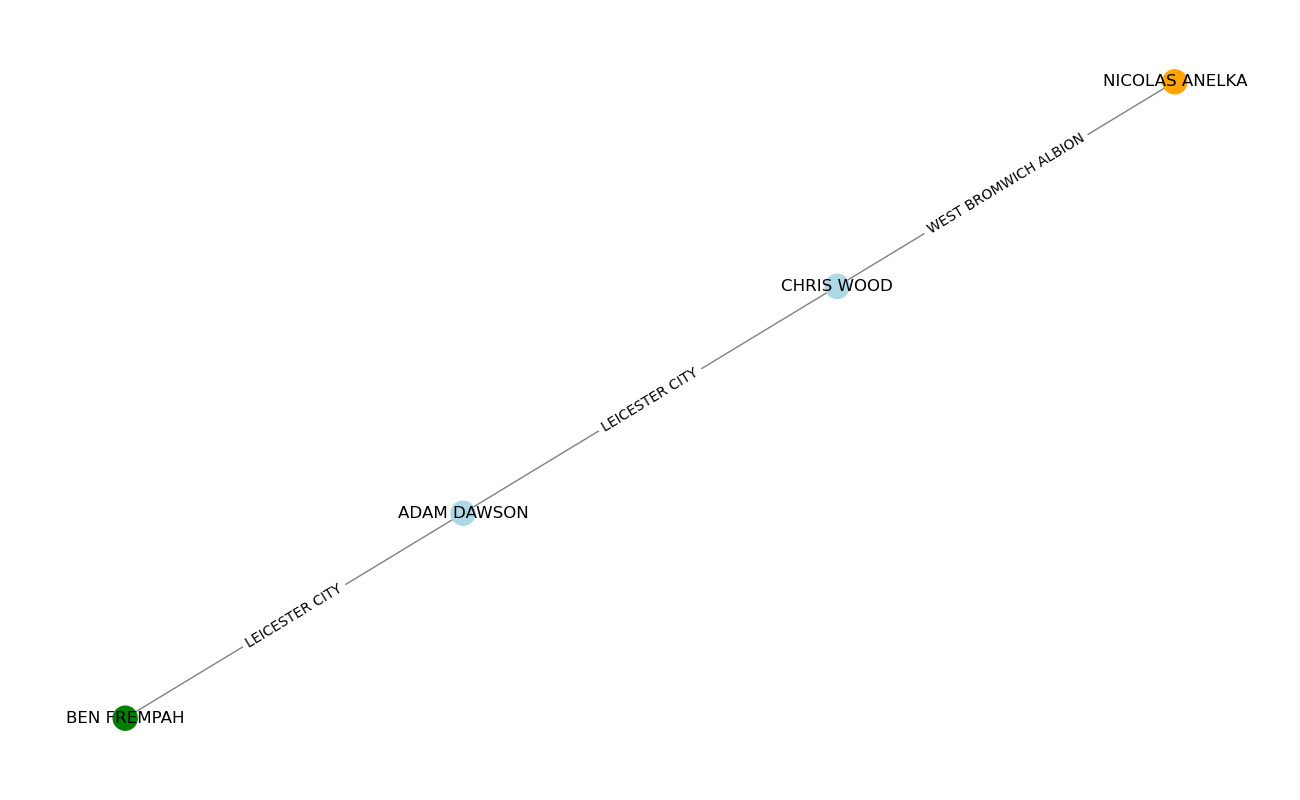 NICOLAS ANELKA
WEST BROMWICH ALBION
CHRIS WOOD
LEICESTER CITY
ADAM DAWSON
LEICESTER CITY
BEN FREMPAH